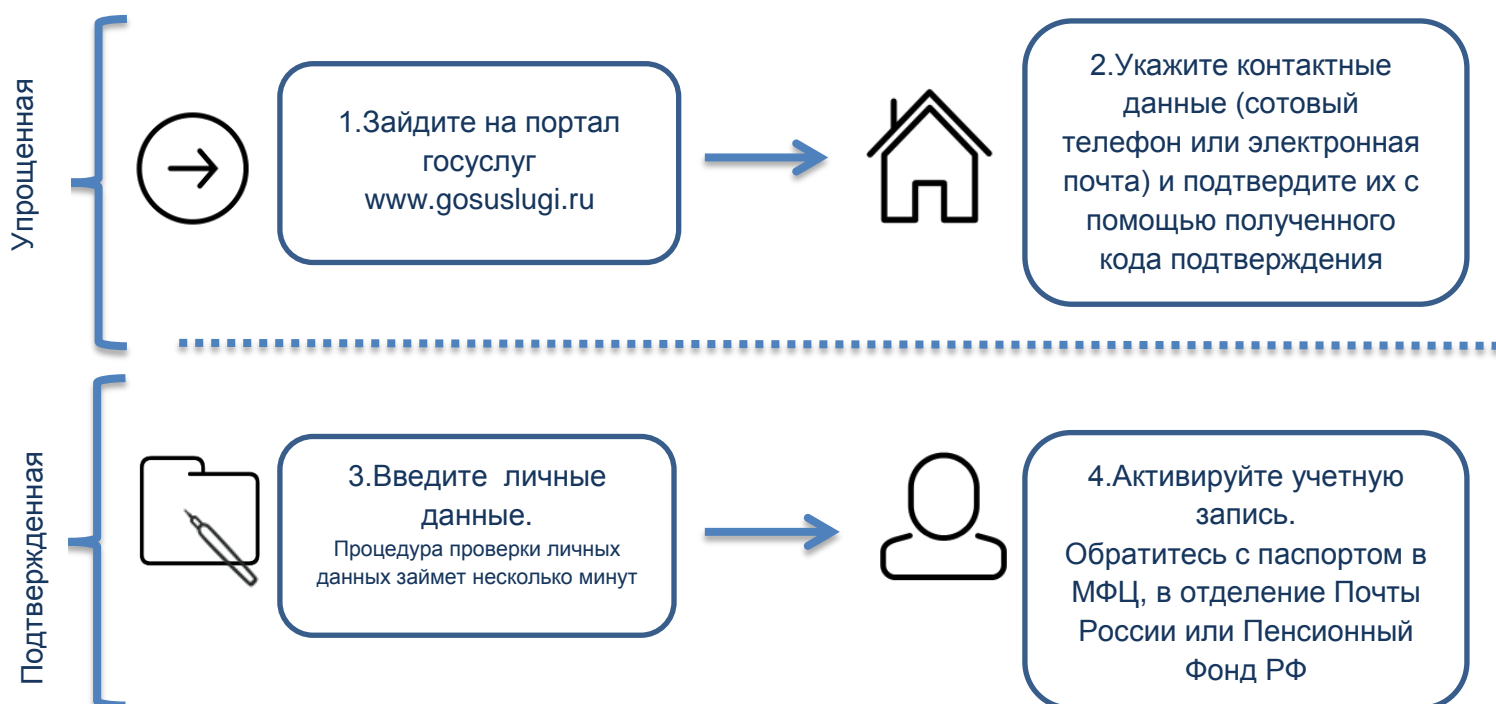 Упрощенная
1.Зайдите на портал
госуслуг
www.gosuslugi.ru
2.Укажите контактные
данные (сотовый
телефон или электронная
почта) и подтвердите их с
помощью полученного
кода подтверждения
Подтвержденная
3.Введите личные
данные.
Процедура проверки личных
данных займет несколько минут
4.Активируйте учетную
запись.
Обратитесь с паспортом в
МФЦ, в отделение Почты
России или Пенсионный
Фонд РФ